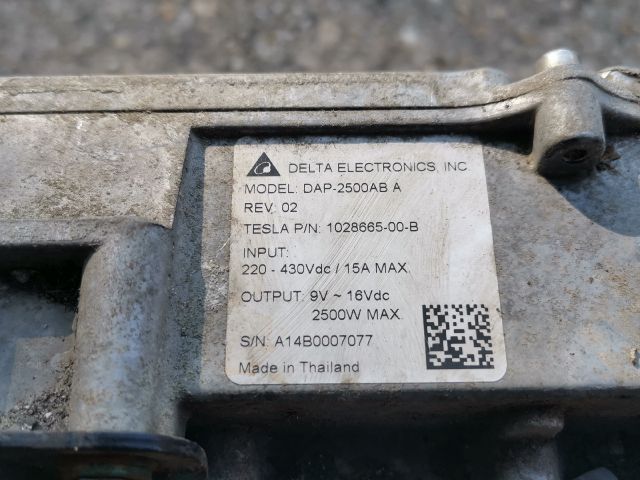 DELTA ELECTRONICS, INC
MODEL: DAP-2500AB A
REV: 02
TESLA P/N: 1028665-00-B
INPUT:
220 - 430Vdc / 15A MAX.
OUTPUT: 9V ~ 16Vdc
2500W MAX.
S/N: A14B0007077
Made in Thailand